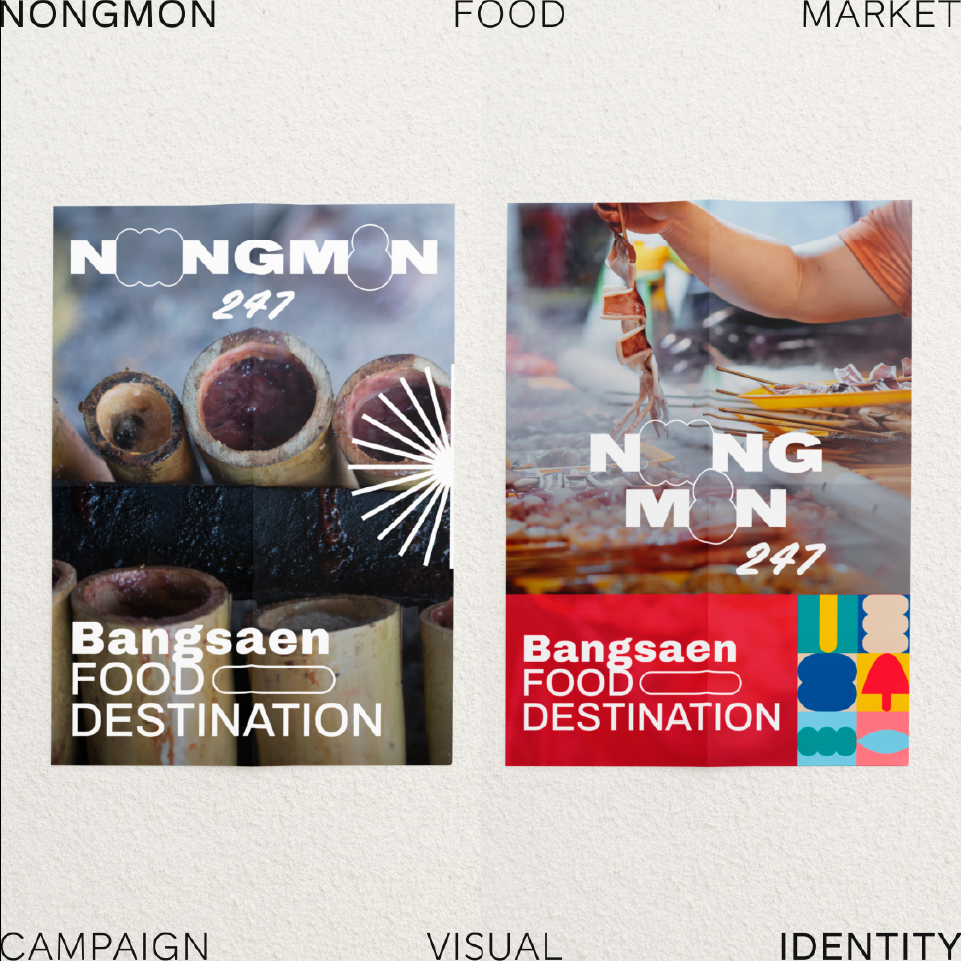 NONGMON FOOD MARKET
NONGMON
247
Bangsaen
FOOD
DESTINATION
NONG
MON
247
Bangsaen
FOOD
DESTINATION
CAMPAIGN VISUAL IDENTITY